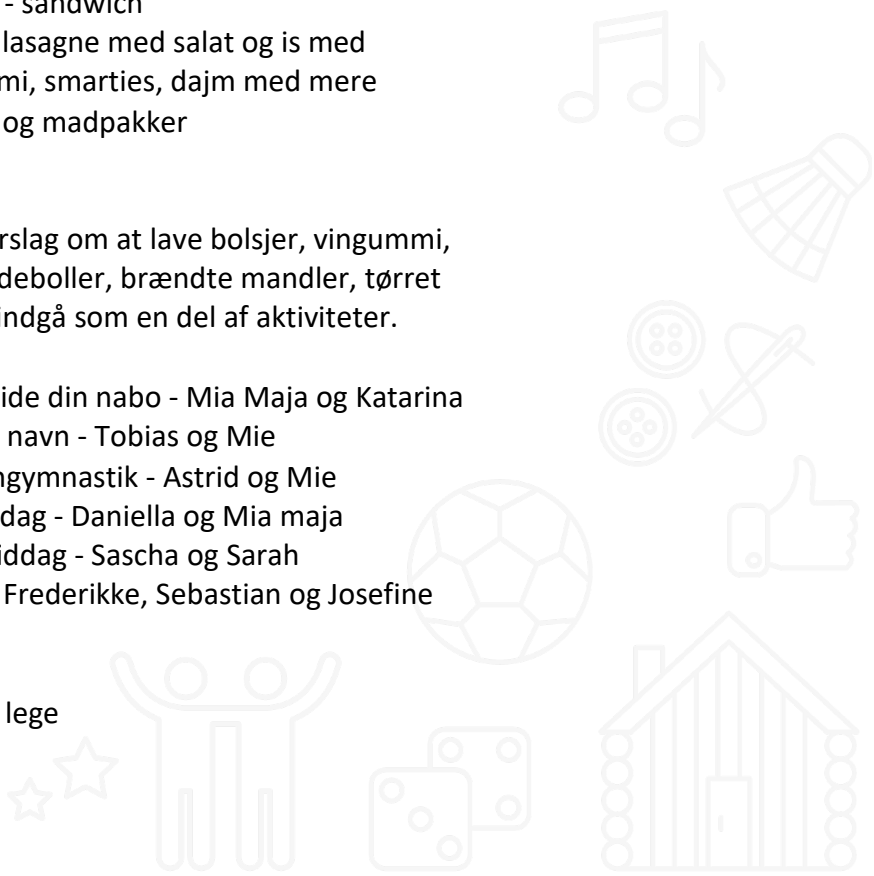 - sandwich
lasagne med salat og is med
mi, smarties, dajm med mere
og madpakker
rslag om at lave bolsjer, vingummi,
deboller, brændte mandler, tørret
indgå som en del af aktiviteter.
ide din nabo - Mia Maja og Katarina
navn - Tobias og Mie
ngymnastik - Astrid og Mie
dag - Daniella og Mia maja
iddag - Sascha og Sarah
Frederikke, Sebastian og Josefine
lege